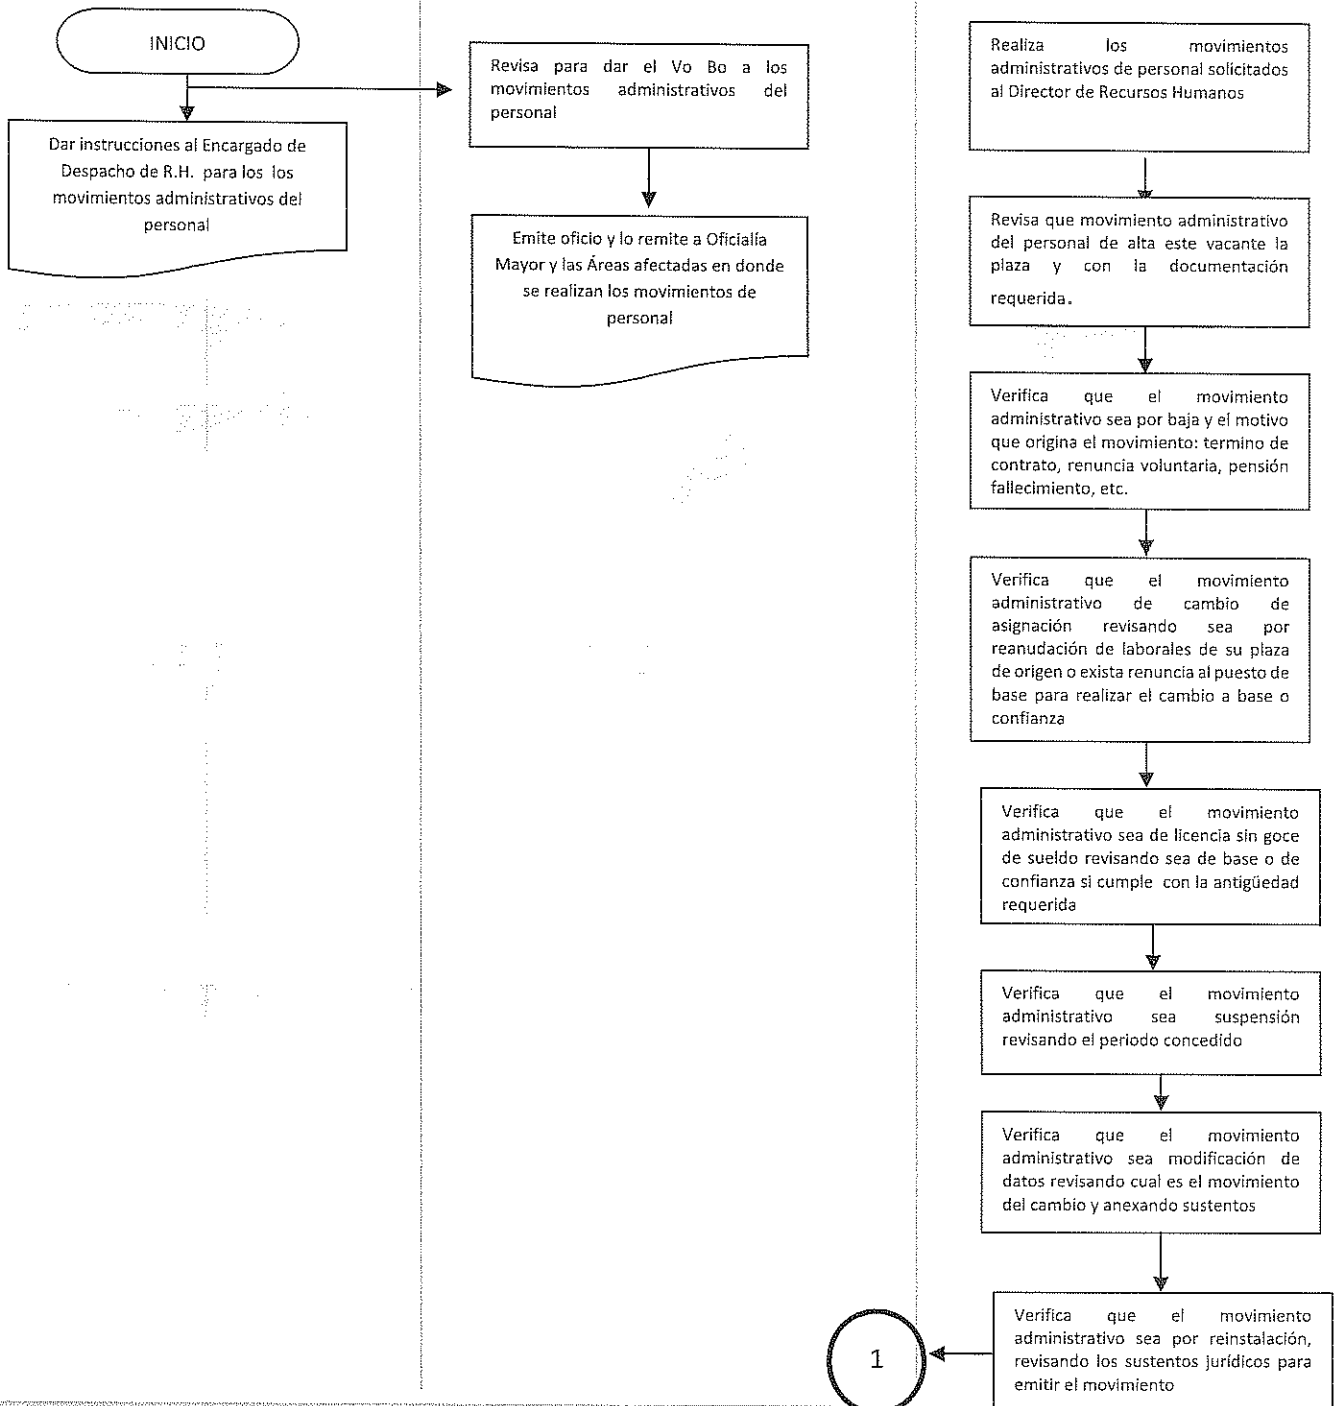 INICIO
Dar instrucciones al Encargado de
Despacho de R.H. para los los
movimientos administrativos del
personal
Revisa para dar el Vo Bo a los
movimientos administrativos del
personal
Emite oficio y lo remite a Oficialía
Mayor y las Áreas afectadas en donde
se realizan los movimientos de
personal
Realiza los movimientos
administrativos de personal solicitados
al Director de Recursos Humanos
Revisa que movimiento administrativo
del personal de alta este vacante la
plaza y con la documentación
requerida.
Verifica que el movimiento
administrativo sea por baja y el motivo
que origina el movimiento: termino de
contrato, renuncia voluntaria, pensión
fallecimiento, etc.
Verifica que el movimiento
administrativo de cambio de
asignación revisando sea por
reanudación de laborales de su plaza
de origen o exista renuncia al puesto de
base para realizar el cambio a base o
confianza
Verifica que el movimiento
administrativo sea de licencia sin goce
de sueldo revisando sea de base o de
confianza si cumple con la antigüedad
requerida
Verifica que el movimiento
administrativo sea suspensión
revisando el periodo concedido
Verifica que el movimiento
administrativo sea modificación de
datos revisando cual es el movimiento
del cambio y anexando sustentos
Verifica que el movimiento
administrativo sea por reinstalación,
revisando los sustentos jurídicos para
emitir el movimiento
1